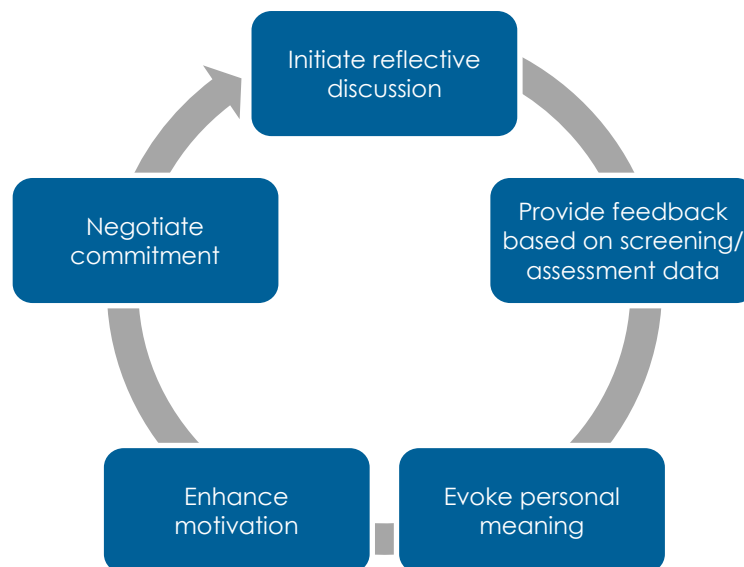 Initiate reflective
discussion
Provide feedback
based on screening/
assessment data
Evoke personal
meaning
Enhance
motivation
Negotiate
commitment